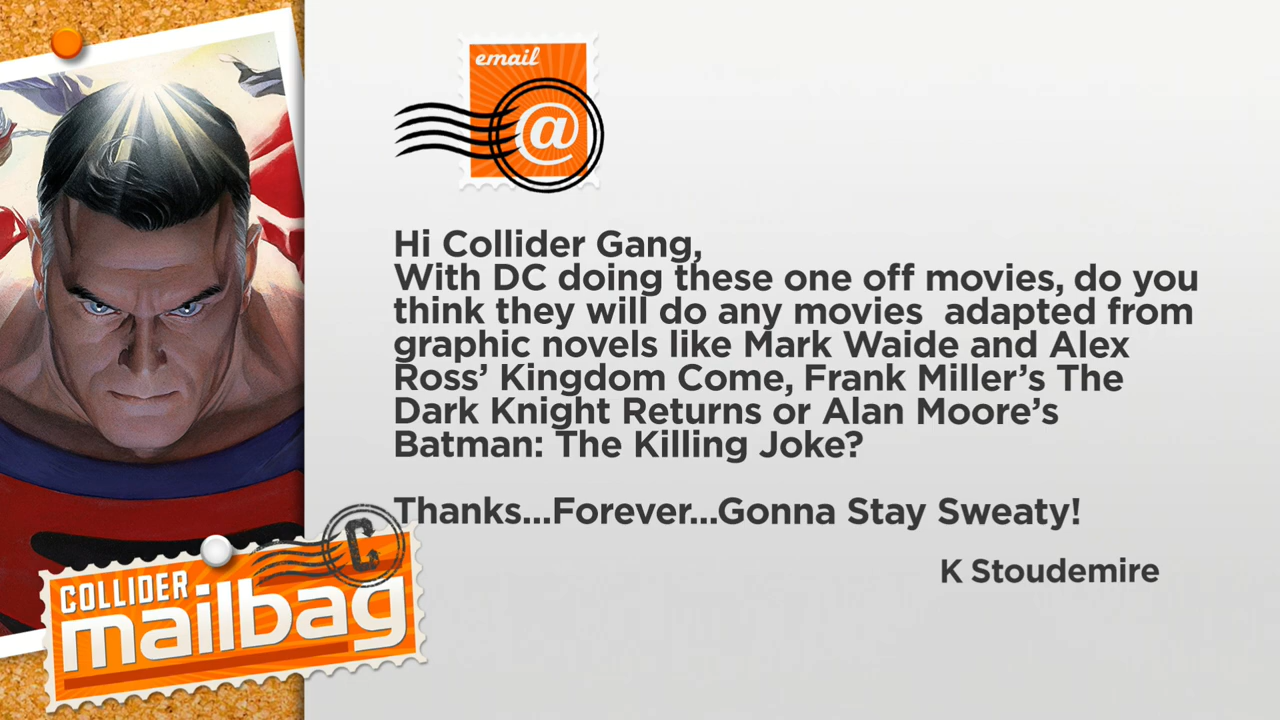 email
@
Hi Collider Gang,
With DC doing these one off movies, do you
think they will do any movies  adapted from
graphic novels like Mark Waide and Alex
Ross’ Kingdom Come, Frank Miller’s The
Dark Knight Returns or Alan Moore’s
Batman: The Killing Joke?
Thanks...Forever...Gonna Stay Sweaty!
K Stoudemire
C
COLLIDER
mailbag